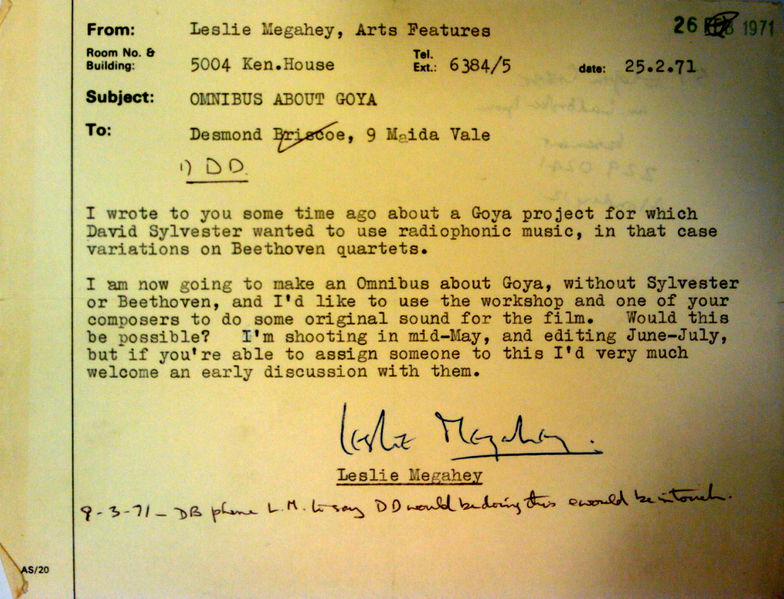 26 FEB 1971
From: Leslie Megahey, Arts Features
Room No. & Building: 5004 Ken.House Tel. Ext.: 6384/5 date: 25.2.71
Subject: OMNIBUS ABOUT GOYA
To: Desmond Briscoe, 9 Maida Vale
1) DD.
I wrote to you some time ago about a Goya project for which
David Sylvester wanted to use radiophonic music, in that case
variations on Beethoven quartets.
I am now going to make an Omnibus about Goya, without Sylvester
or Beethoven, and I'd like to use the workshop and one of your
composers to do some original sound for the film. Would this
be possible? I'm shooting in mid-May, and editing June-July,
but if you're able to assign someone to this I'd very much
welcome an early discussion with them.
Leslie Megahey.
Leslie Megahey
9-3-71 - DB phone L.M. to say DD would be doing this & would be in touch.
AS/20